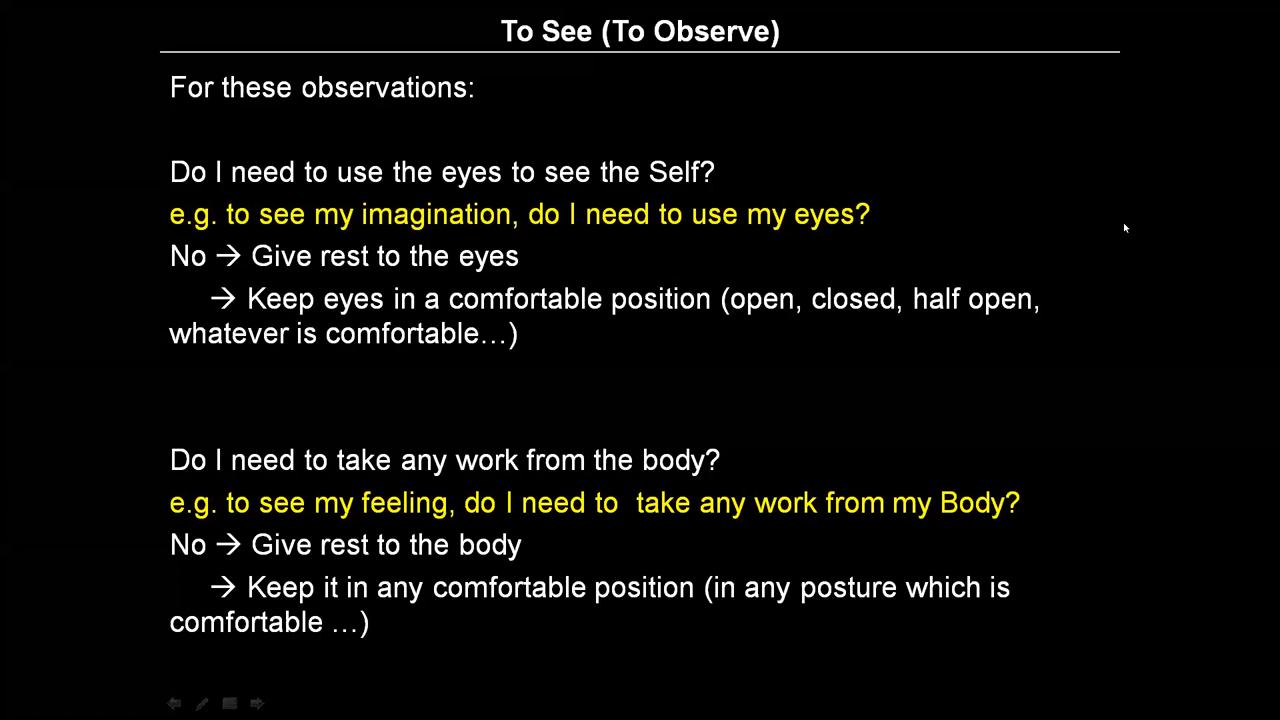 To See (To Observe)
For these observations:
Do I need to use the eyes to see the Self?
e.g. to see my imagination, do I need to use my eyes?
No → Give rest to the eyes
→ Keep eyes in a comfortable position (open, closed, half open,
whatever is comfortable…)
Do I need to take any work from the body?
e.g. to see my feeling, do I need to  take any work from my Body?
No → Give rest to the body
→ Keep it in any comfortable position (in any posture which is
comfortable …)